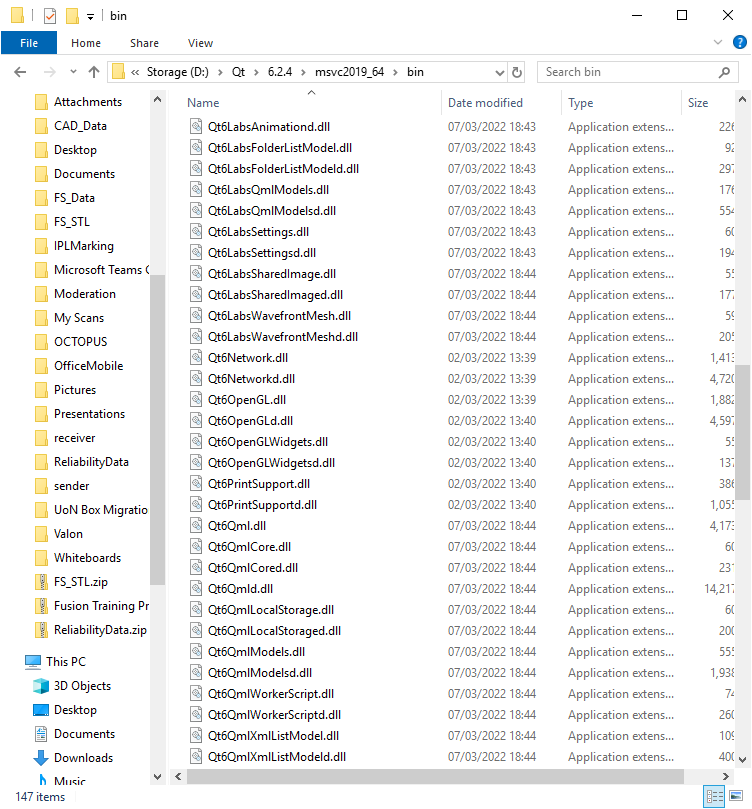 bin
File Home Share View
« Storage (D:) > Qt > 6.2.4 > msvc2019_64 > bin
Search bin
Attachments
CAD_Data
Desktop
Documents
FS_Data
FS_STL
IPLMarking
Microsoft Teams C
Moderation
My Scans
OCTOPUS
OfficeMobile
Pictures
Presentations
receiver
ReliabilityData
sender
UoN Box Migratio
Valon
Whiteboards
FS_STL.zip
Fusion Training Pr
ReliabilityData.zip
This PC
3D Objects
Desktop
Documents
Downloads
Music
Name Date modified Type Size
Qt6LabsAnimationd.dll 07/03/2022 18:43 Application extens... 226
Qt6LabsFolderListModel.dll 07/03/2022 18:43 Application extens... 92
Qt6LabsFolderListModeld.dll 07/03/2022 18:43 Application extens... 297
Qt6LabsQmlModels.dll 07/03/2022 18:43 Application extens... 176
Qt6LabsQmlModelsd.dll 07/03/2022 18:43 Application extens... 554
Qt6LabsSettings.dll 07/03/2022 18:43 Application extens... 60
Qt6LabsSettingsd.dll 07/03/2022 18:43 Application extens... 194
Qt6LabsSharedImage.dll 07/03/2022 18:44 Application extens... 55
Qt6LabsSharedImaged.dll 07/03/2022 18:44 Application extens... 177
Qt6LabsWavefrontMesh.dll 07/03/2022 18:44 Application extens... 59
Qt6LabsWavefrontMeshd.dll 07/03/2022 18:44 Application extens... 205
Qt6Network.dll 02/03/2022 13:39 Application extens... 1,413
Qt6Networkd.dll 02/03/2022 13:39 Application extens... 4,720
Qt6OpenGL.dll 02/03/2022 13:39 Application extens... 1,882
Qt6OpenGLd.dll 02/03/2022 13:40 Application extens... 4,597
Qt6OpenGLWidgets.dll 02/03/2022 13:40 Application extens... 55
Qt6OpenGLWidgetsd.dll 02/03/2022 13:40 Application extens... 137
Qt6PrintSupport.dll 02/03/2022 13:40 Application extens... 386
Qt6PrintSupportd.dll 02/03/2022 13:40 Application extens... 1,055
Qt6Qml.dll 07/03/2022 18:44 Application extens... 4,173
Qt6QmlCore.dll 07/03/2022 18:44 Application extens... 60
Qt6QmlCored.dll 07/03/2022 18:44 Application extens... 231
Qt6Qmld.dll 07/03/2022 18:44 Application extens... 14,217
Qt6QmlLocalStorage.dll 07/03/2022 18:44 Application extens... 60
Qt6QmlLocalStoraged.dll 07/03/2022 18:44 Application extens... 200
Qt6QmlModels.dll 07/03/2022 18:44 Application extens... 555
Qt6QmlModelsd.dll 07/03/2022 18:44 Application extens... 1,938
Qt6QmlWorkerScript.dll 07/03/2022 18:44 Application extens... 74
Qt6QmlWorkerScriptd.dll 07/03/2022 18:44 Application extens... 260
Qt6QmlXmlListModel.dll 07/03/2022 18:44 Application extens... 109
Qt6QmlXmlListModeld.dll 07/03/2022 18:44 Application extens... 400
147 items